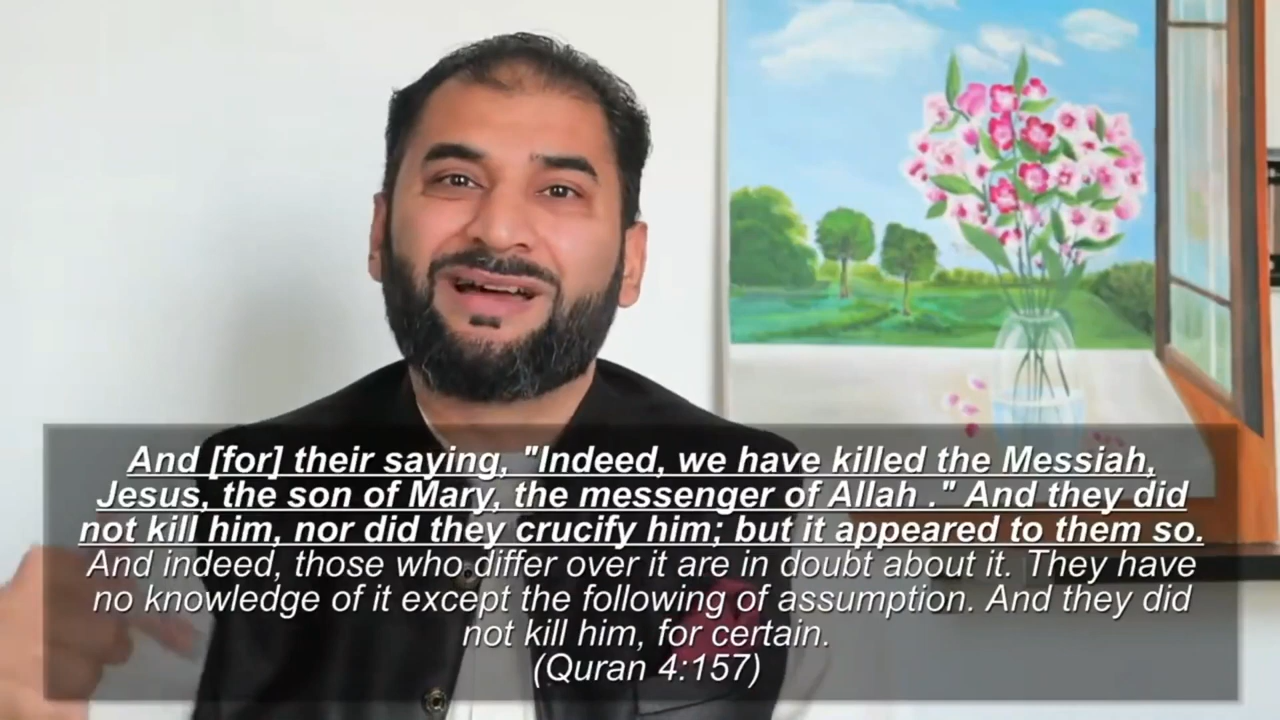 And [for] their saying, "Indeed, we have killed the Messiah,
Jesus, the son of Mary, the messenger of Allah ." And they did
not kill him, nor did they crucify him; but it appeared to them so.
And indeed, those who differ over it are in doubt about it. They have
no knowledge of it except the following of assumption. And they did
not kill him, for certain.
(Quran 4:157)